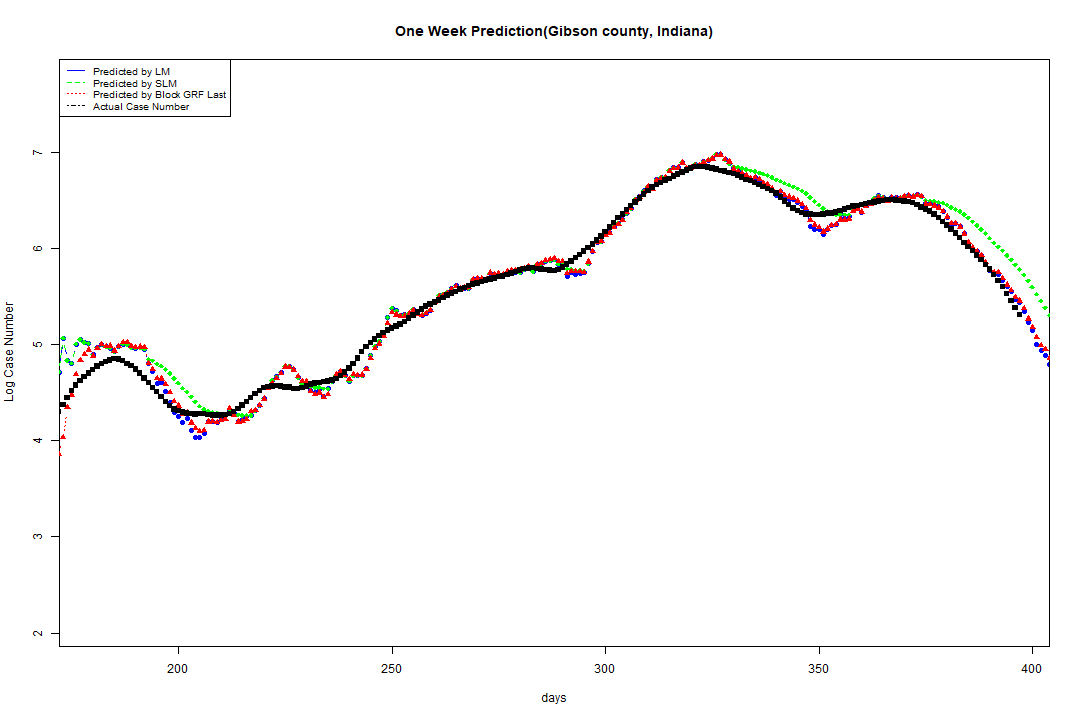 One Week Prediction(Gibson county, Indiana)
Predicted by LM
Predicted by SLM
Predicted by Block GRF Last
Actual Case Number
Log Case Number
7
6
5
4
3
2
200 250 300 350 400
days